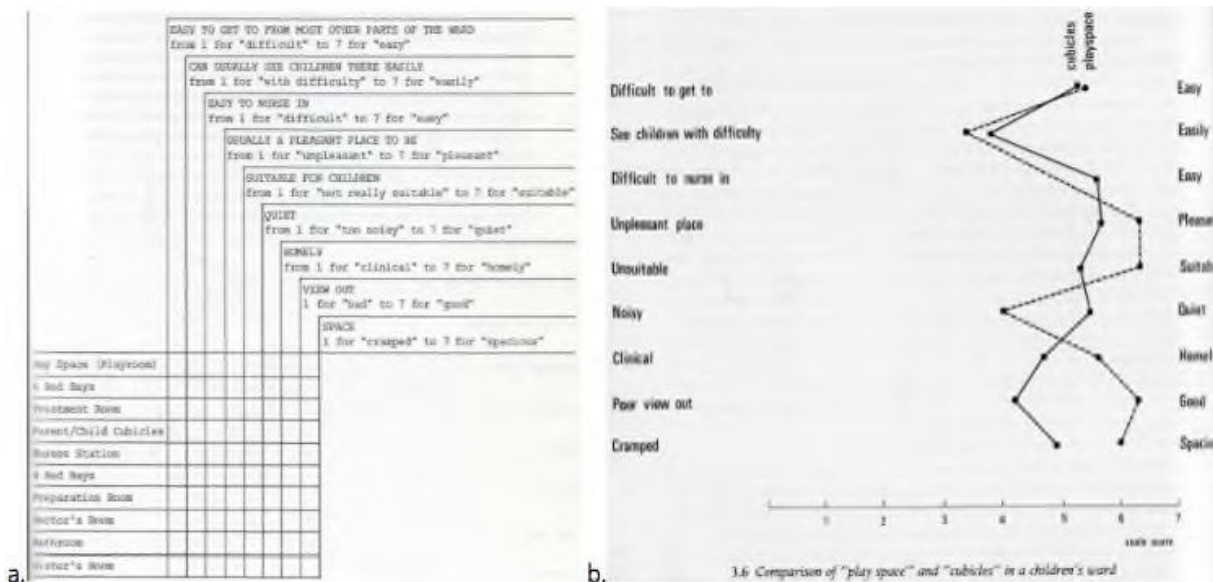 EASY TO GET TO FROM MOST OTHER PARTS OF THE WARD
from 1 for "difficult" to 7 for "easy"
CAN USUALLY SEE CHILDREN THERE EASILY
from 1 for "with difficulty" to 7 for "easily"
EASY TO NURSE IN
from 1 for "difficult" to 7 for "easy"
USUALLY A PLEASANT PLACE TO BE
from 1 for "unpleasant" to 7 for "pleasant"
SUITABLE FOR CHILDREN
from 1 for "not really suitable" to 7 for "suitable"
QUIET
from 1 for "too noisy" to 7 for "quiet"
HOMELY
from 1 for "clinical" to 7 for "homely"
VIEW OUT
1 for "bad" to 7 for "good"
SPACE
1 for "cramped" to 7 for "spacious"
Space (Playroom)
Bed Bays
Treatment Room
Parent/Child Cubicles
Nurses Station
Bed Bays
Preparation Room
Doctor's Room
Bathroom
Sister's Room
a.
cubicles
playspace
Difficult to get to
Easy
See children with difficulty
Easily
Difficult to nurse in
Easy
Unpleasant place
Please
Unsuitable
Suitab
Noisy
Quiet
Clinical
Homel
Poor view out
Good
Cramped
Spacio
1 2 3 4 5 6 7
scale score
b.
3.6 Comparison of "play space" and "cubicles" in a children's ward